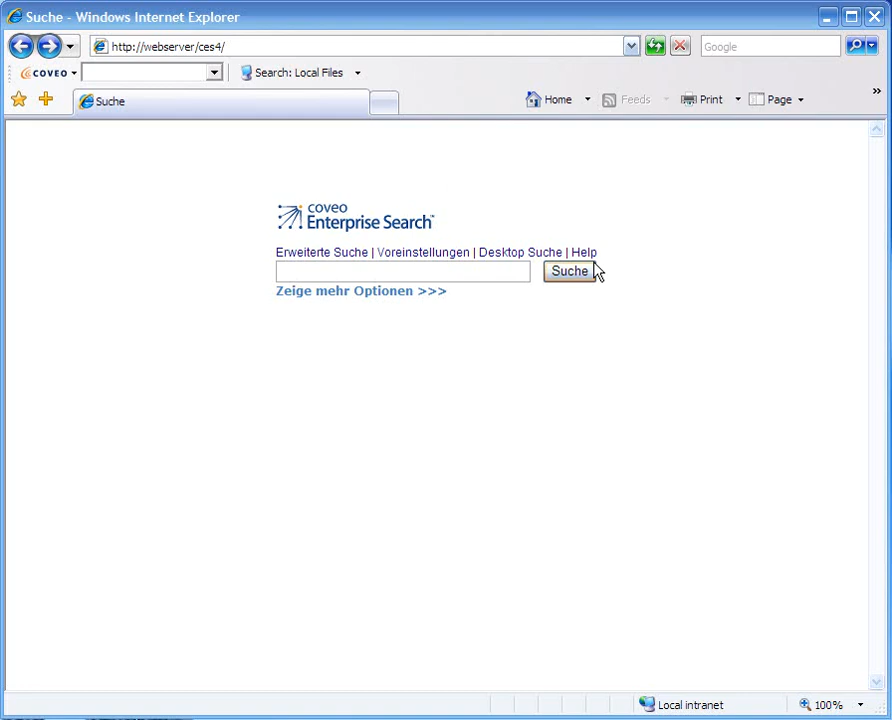 Suche - Windows Internet Explorer
http://webserver/ces4/
Google
coveo
Search: Local Files
Suche
Home
Feeds
Print
Page
»
coveo
Enterprise Search™
Erweiterte Suche | Voreinstellungen | Desktop Suche | Help
Suche
Zeige mehr Optionen >>>
Local intranet
100%